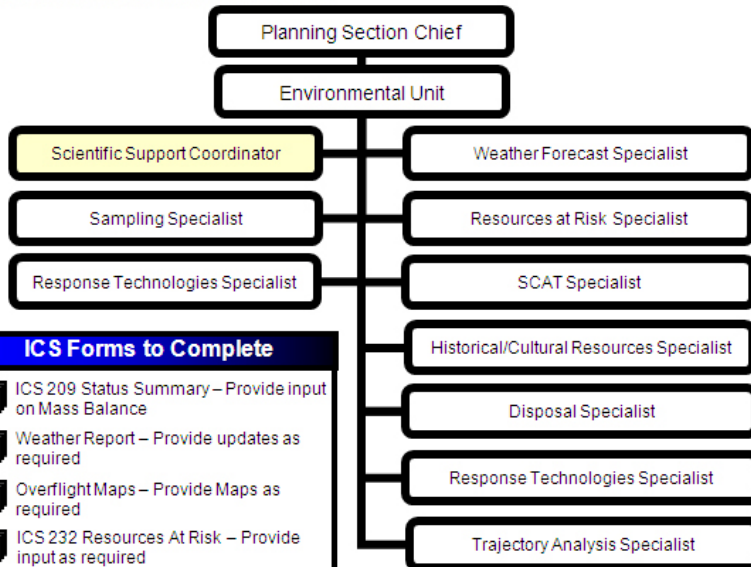 Planning Section Chief
Environmental Unit
Scientific Support Coordinator
Weather Forecast Specialist
Sampling Specialist
Resources at Risk Specialist
Response Technologies Specialist
SCAT Specialist
Historical/Cultural Resources Specialist
Disposal Specialist
Response Technologies Specialist
Trajectory Analysis Specialist
ICS Forms to Complete
ICS 209 Status Summary – Provide input
on Mass Balance
Weather Report – Provide updates as
required
Overflight Maps – Provide Maps as
required
ICS 232 Resources At Risk – Provide
input as required